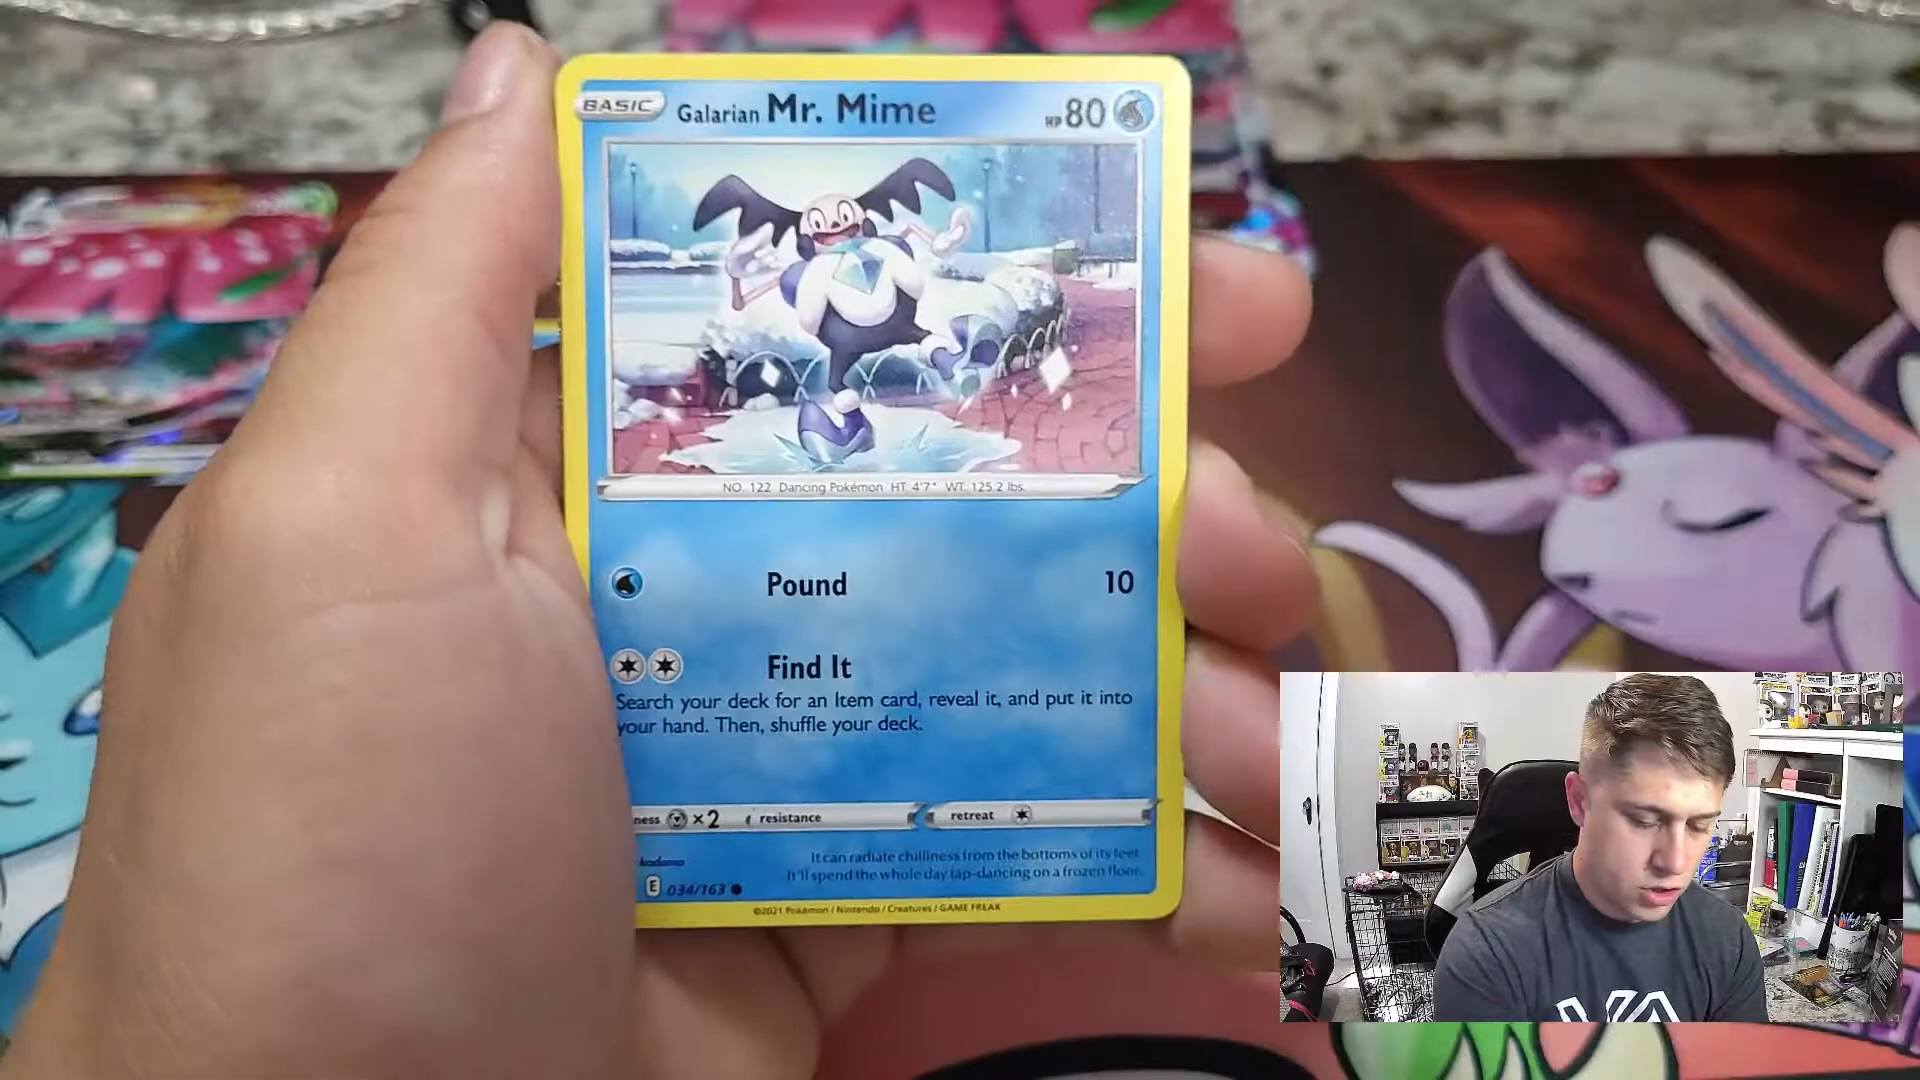 BASIC
Galarian Mr. Mime
HP 80
NO. 122 Dancing Pokémon HT. 4'7" WT. 125.2 lbs.
Pound 10
Find It
Search your deck for an Item card, reveal it, and put it into
your hand. Then, shuffle your deck.
ness ×2 resistance retreat
kodama
It can radiate chilliness from the bottoms of its feet.
It'll spend the whole day tap-dancing on a frozen floor.
E 034/163
©2021 Pokémon / Nintendo / Creatures / GAME FREAK